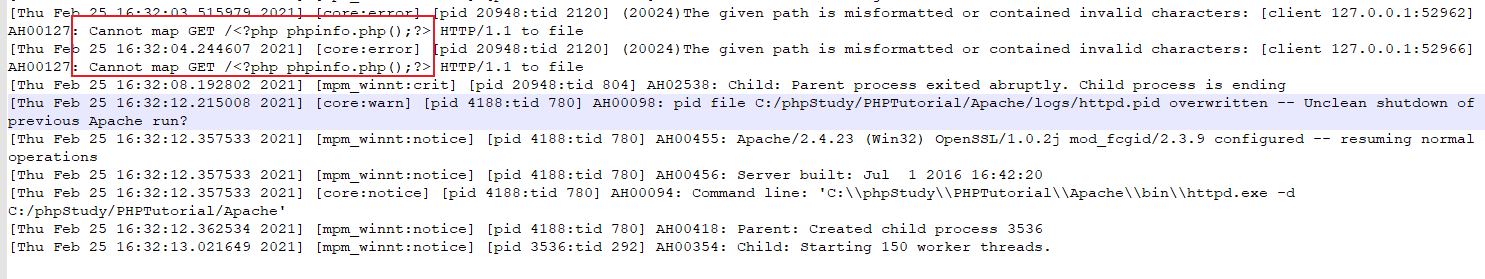 [Thu Feb 25 16:32:03.515979 2021] [core:error] [pid 20948:tid 2120] (20024)The given path is misformatted or contained invalid characters: [client 127.0.0.1:52962]
AH00127: Cannot map GET /<?php phpinfo.php();?> HTTP/1.1 to file
[Thu Feb 25 16:32:04.244607 2021] [core:error] [pid 20948:tid 2120] (20024)The given path is misformatted or contained invalid characters: [client 127.0.0.1:52966]
AH00127: Cannot map GET /<?php phpinfo.php();?> HTTP/1.1 to file
[Thu Feb 25 16:32:08.192802 2021] [mpm_winnt:crit] [pid 20948:tid 804] AH02538: Child: Parent process exited abruptly. Child process is ending
[Thu Feb 25 16:32:12.215008 2021] [core:warn] [pid 4188:tid 780] AH00098: pid file C:/phpStudy/PHPTutorial/Apache/logs/httpd.pid overwritten -- Unclean shutdown of
previous Apache run?
[Thu Feb 25 16:32:12.357533 2021] [mpm_winnt:notice] [pid 4188:tid 780] AH00455: Apache/2.4.23 (Win32) OpenSSL/1.0.2j mod_fcgid/2.3.9 configured -- resuming normal
operations
[Thu Feb 25 16:32:12.357533 2021] [mpm_winnt:notice] [pid 4188:tid 780] AH00456: Server built: Jul  1 2016 16:42:20
[Thu Feb 25 16:32:12.357533 2021] [core:notice] [pid 4188:tid 780] AH00094: Command line: 'C:\\phpStudy\\PHPTutorial\\Apache\\bin\\httpd.exe -d
C:/phpStudy/PHPTutorial/Apache'
[Thu Feb 25 16:32:12.362534 2021] [mpm_winnt:notice] [pid 4188:tid 780] AH00418: Parent: Created child process 3536
[Thu Feb 25 16:32:13.021649 2021] [mpm_winnt:notice] [pid 3536:tid 292] AH00354: Child: Starting 150 worker threads.